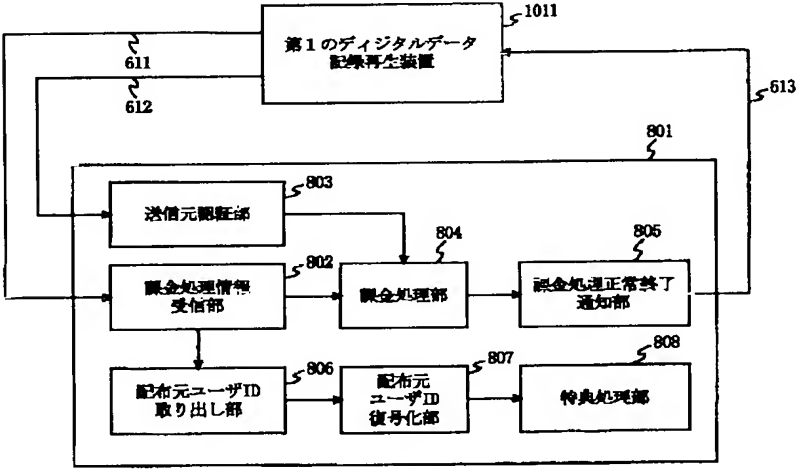 1011
第1のディジタルデータ
記録再生装置
611
612
613
801
803
送信元認証部
804
805
802
課金処理情報
受信部
課金処理部
課金処理正常終了
通知部
806
807
808
配布元ユーザID
取り出し部
配布元
ユーザID
復号化部
特典処理部